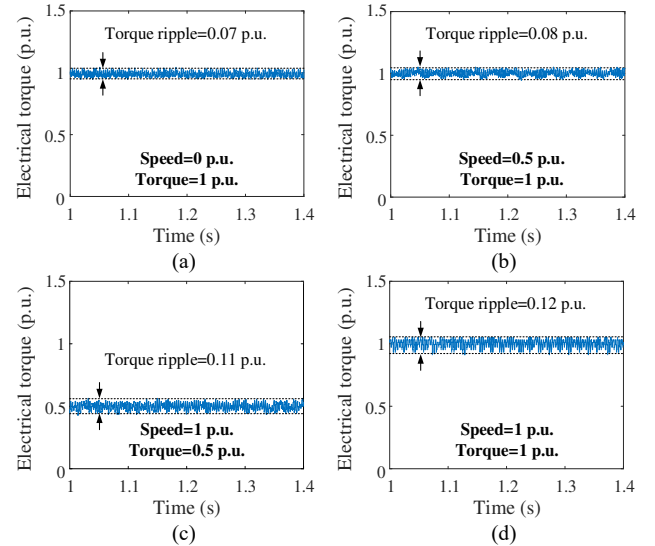 Electrical torque (p.u.)
1.5
1
0.5
0
Torque ripple=0.07 p.u.
Speed=0 p.u.
Torque=1 p.u.
1 1.1 1.2 1.3 1.4
Time (s)
(a)
Electrical torque (p.u.)
1.5
1
0.5
0
Torque ripple=0.08 p.u.
Speed=0.5 p.u.
Torque=1 p.u.
1 1.1 1.2 1.3 1.4
Time (s)
(b)
Electrical torque (p.u.)
1.5
1
0.5
0
Torque ripple=0.11 p.u.
Speed=1 p.u.
Torque=0.5 p.u.
1 1.1 1.2 1.3 1.4
Time (s)
(c)
Electrical torque (p.u.)
1.5
1
0.5
0
Torque ripple=0.12 p.u.
Speed=1 p.u.
Torque=1 p.u.
1 1.1 1.2 1.3 1.4
Time (s)
(d)